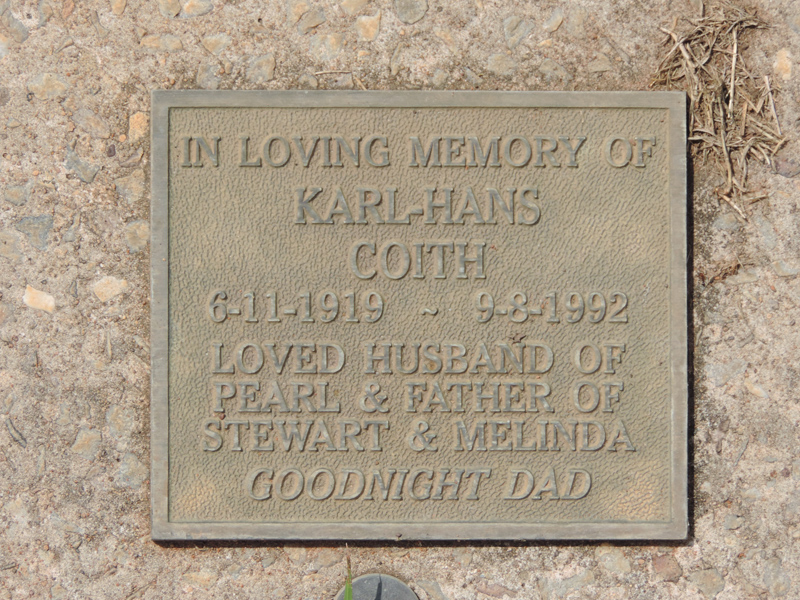 IN LOVING MEMORY OF
KARL-HANS
COITH
6-11-1919 ~ 9-8-1992
LOVED HUSBAND OF
PEARL & FATHER OF
STEWART & MELINDA
GOODNIGHT DAD